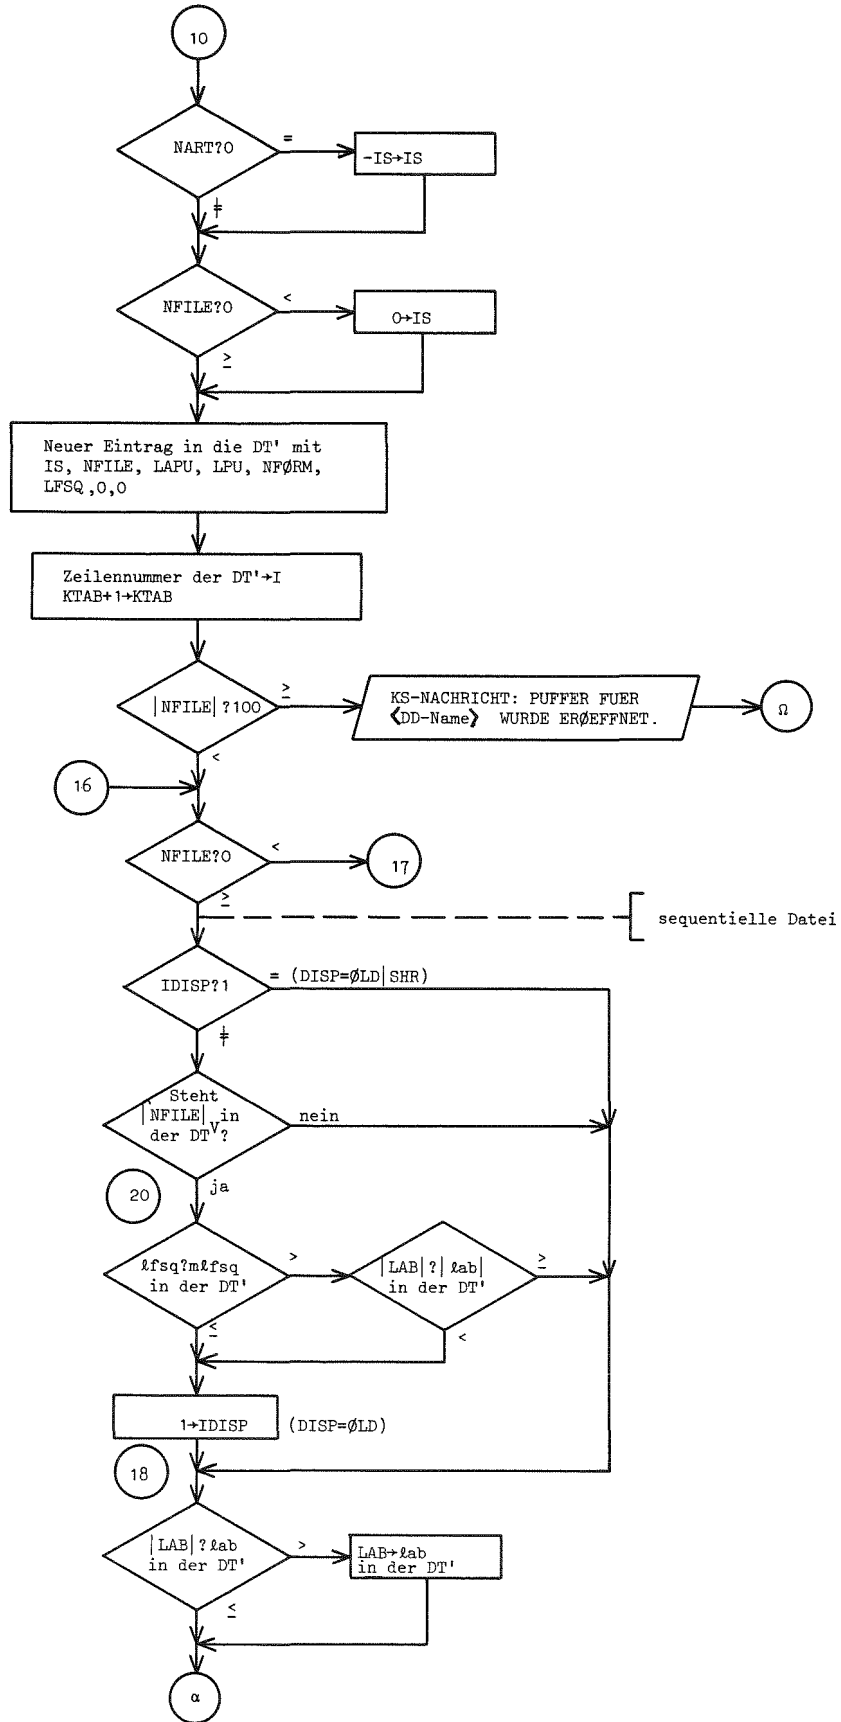 10
NART?0
=
-IS→IS
‡
NFILE?0
<
0→IS
≥
Neuer Eintrag in die DT' mit
IS, NFILE, LAPU, LPU, NFØRM,
LFSQ,0,0
Zeilennummer der DT'→I
KTAB+1→KTAB
|NFILE|?100
≥
KS-NACHRICHT: PUFFER FUER
<DD-Name> WURDE ERØEFFNET.
Ω
<
16
NFILE?0
<
17
≥
sequentielle Datei
IDISP?1
= (DISP=ØLD|SHR)
‡
Steht
|NFILE| in
der DTV?
nein
ja
20
ℓfsq?mℓfsq
in der DT'
>
|LAB|?|ℓab|
in der DT'
≥
≤
<
1→IDISP
(DISP=ØLD)
18
|LAB|?ℓab
in der DT'
>
LAB→ℓab
in der DT'
≤
α